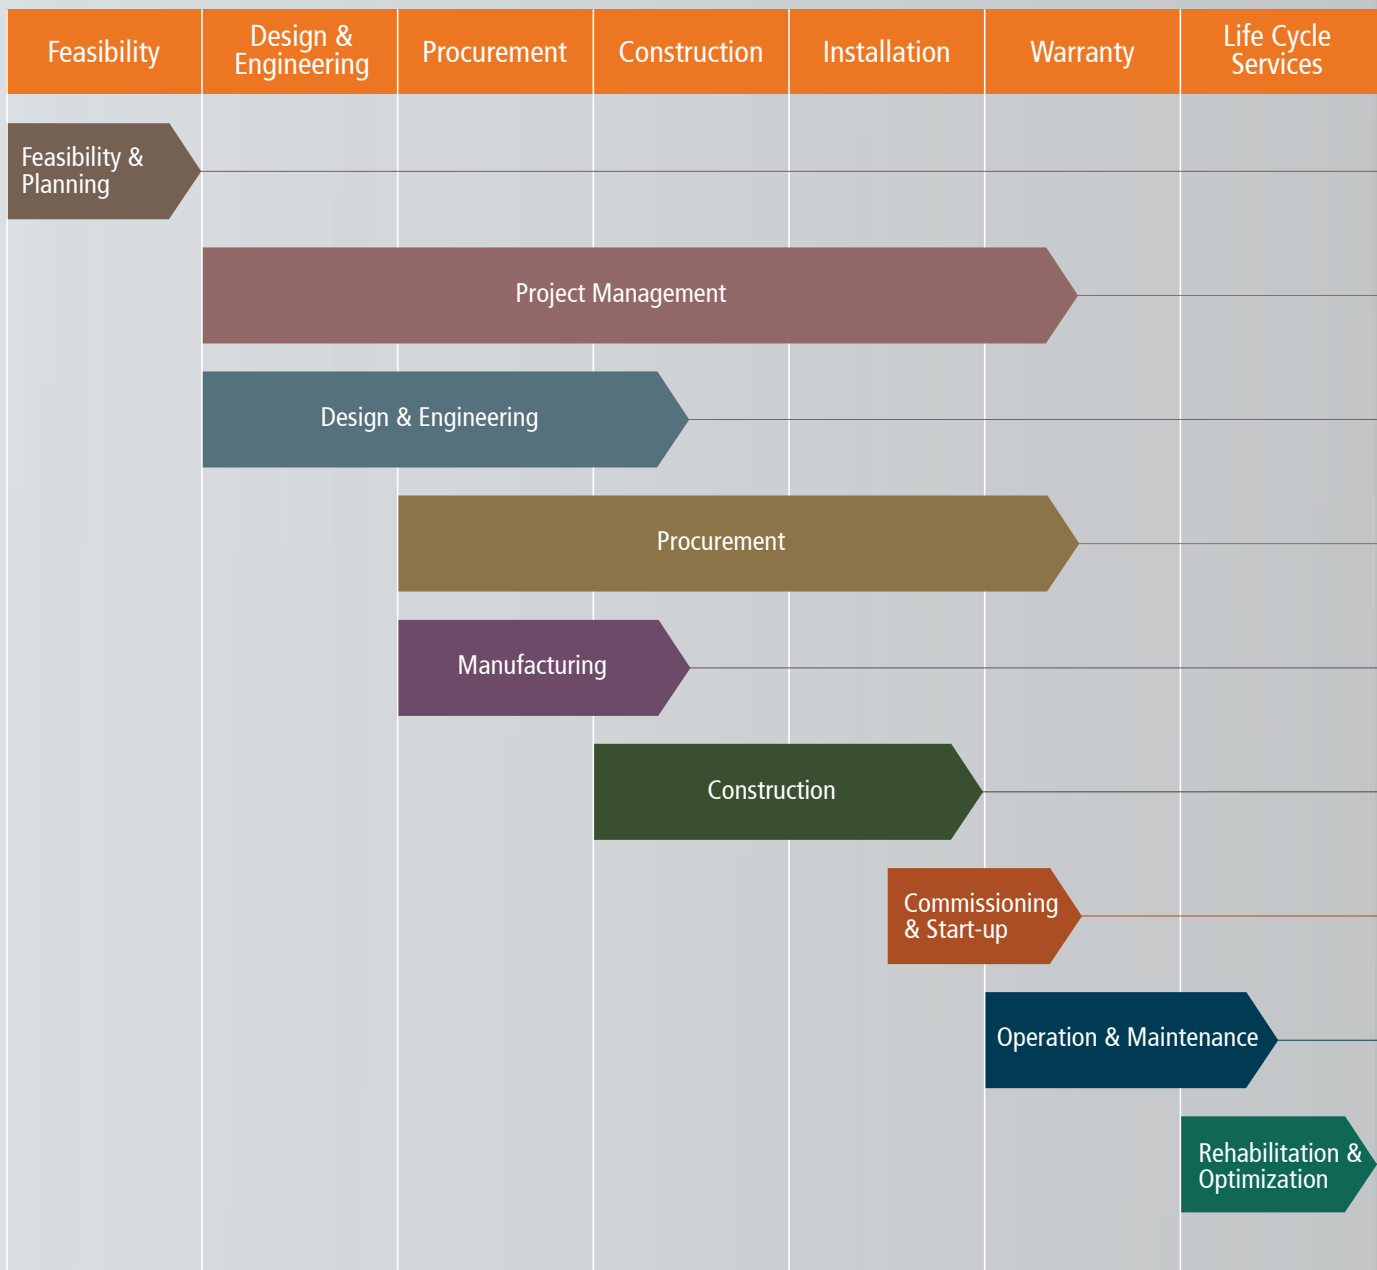 Feasibility
Design &
Engineering
Procurement
Construction
Installation
Warranty
Life Cycle
Services
Feasibility &
Planning
Project Management
Design & Engineering
Procurement
Manufacturing
Construction
Commissioning
& Start-up
Operation & Maintenance
Rehabilitation &
Optimization